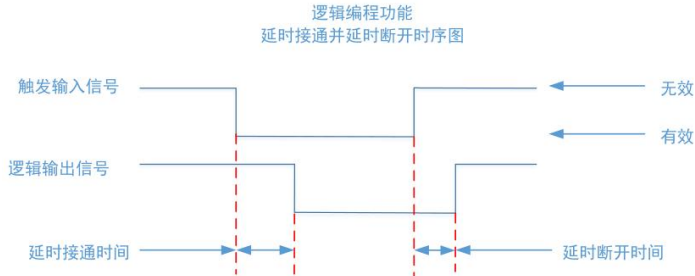 逻辑编程功能
延时接通并延时断开时序图
触发输入信号
无效
有效
逻辑输出信号
延时接通时间
延时断开时间